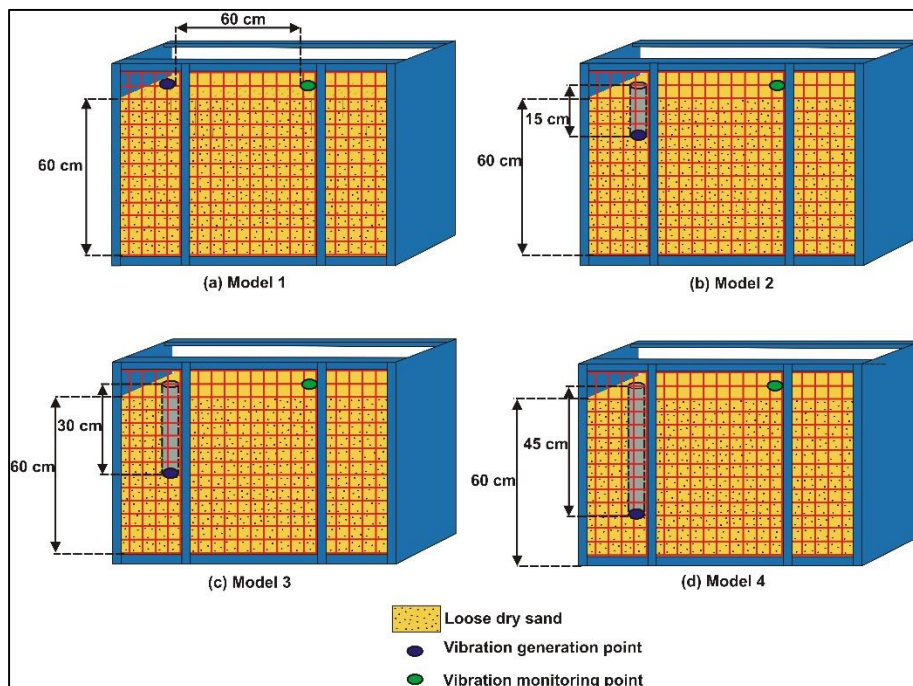 60 cm
60 cm
(a) Model 1
15 cm
60 cm
(b) Model 2
30 cm
60 cm
(c) Model 3
45 cm
60 cm
(d) Model 4
Loose dry sand
Vibration generation point
Vibration monitoring point